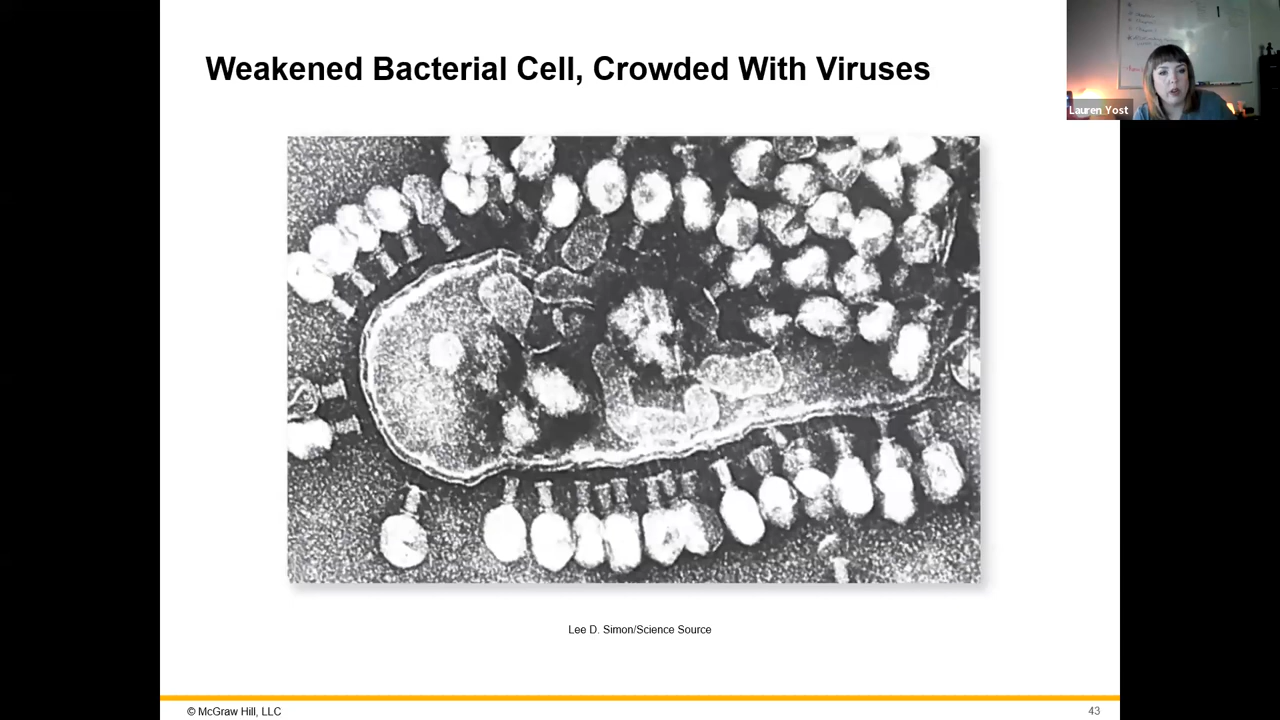 Weakened Bacterial Cell, Crowded With Viruses
Lauren Yost
Lee D. Simon/Science Source
© McGraw Hill, LLC
43